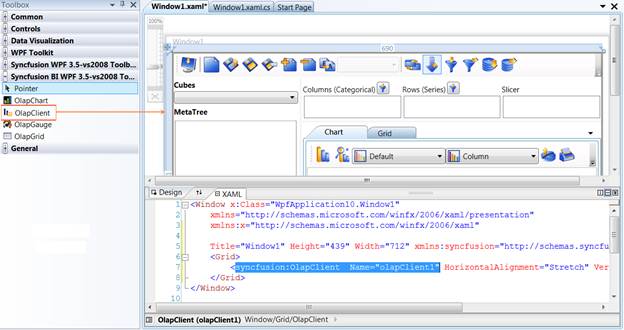 Toolbox
Common
Controls
Data Visualization
WPF Toolkit
Syncfusion WPF 3.5-vs2008 Toolb...
Syncfusion BI WPF 3.5-vs2008 To...
Pointer
OlapChart
OlapClient
OlapGauge
OlapGrid
General
Window1.xaml* Window1.xaml.cs Start Page
100%
Window1
690
Cubes
Columns (Categorical) Rows (Series) Slicer
MetaTree
Chart Grid
Default Column
Design XAML
1 <Window x:Class="WpfApplication10.Window1"
2 xmlns="http://schemas.microsoft.com/winfx/2006/xaml/presentation"
3 xmlns:x="http://schemas.microsoft.com/winfx/2006/xaml"
4
5 Title="Window1" Height="439" Width="712" xmlns:syncfusion="http://schemas.syncfu
6 <Grid>
7 <syncfusion:OlapClient Name="olapClient1" HorizontalAlignment="Stretch" Ver
8 </Grid>
9 </Window>
10
OlapClient (olapClient1) Window/Grid/OlapClient